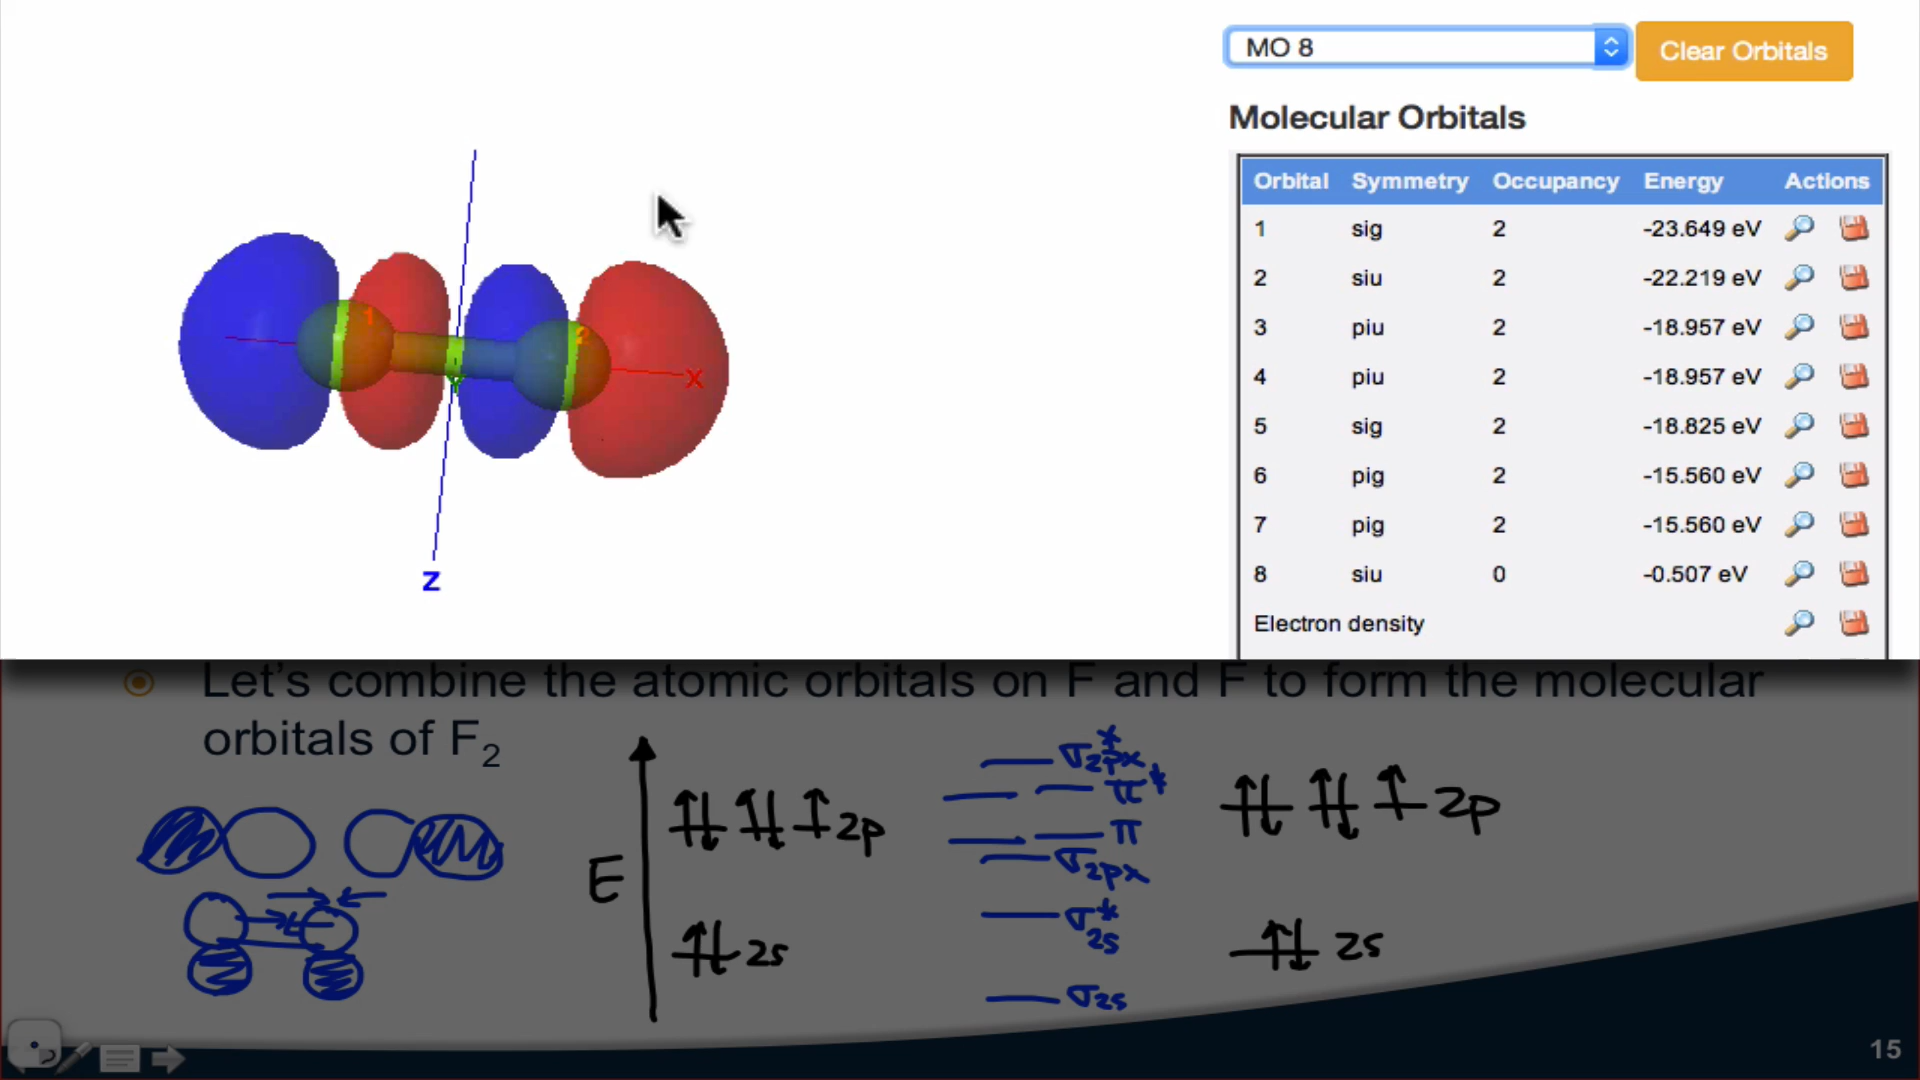 MO 8
Clear Orbitals
Molecular Orbitals
Orbital Symmetry Occupancy Energy Actions
1 sig 2 -23.649 eV
2 siu 2 -22.219 eV
3 piu 2 -18.957 eV
4 piu 2 -18.957 eV
5 sig 2 -18.825 eV
6 pig 2 -15.560 eV
7 pig 2 -15.560 eV
8 siu 0 -0.507 eV
Electron density
1
2
X
Y
Z
Let's combine the atomic orbitals on F and F to form the molecular
orbitals of F₂
E
2p
2s
σ*2px
π*
π
σ2px
σ*2s
σ2s
2p
2s
15